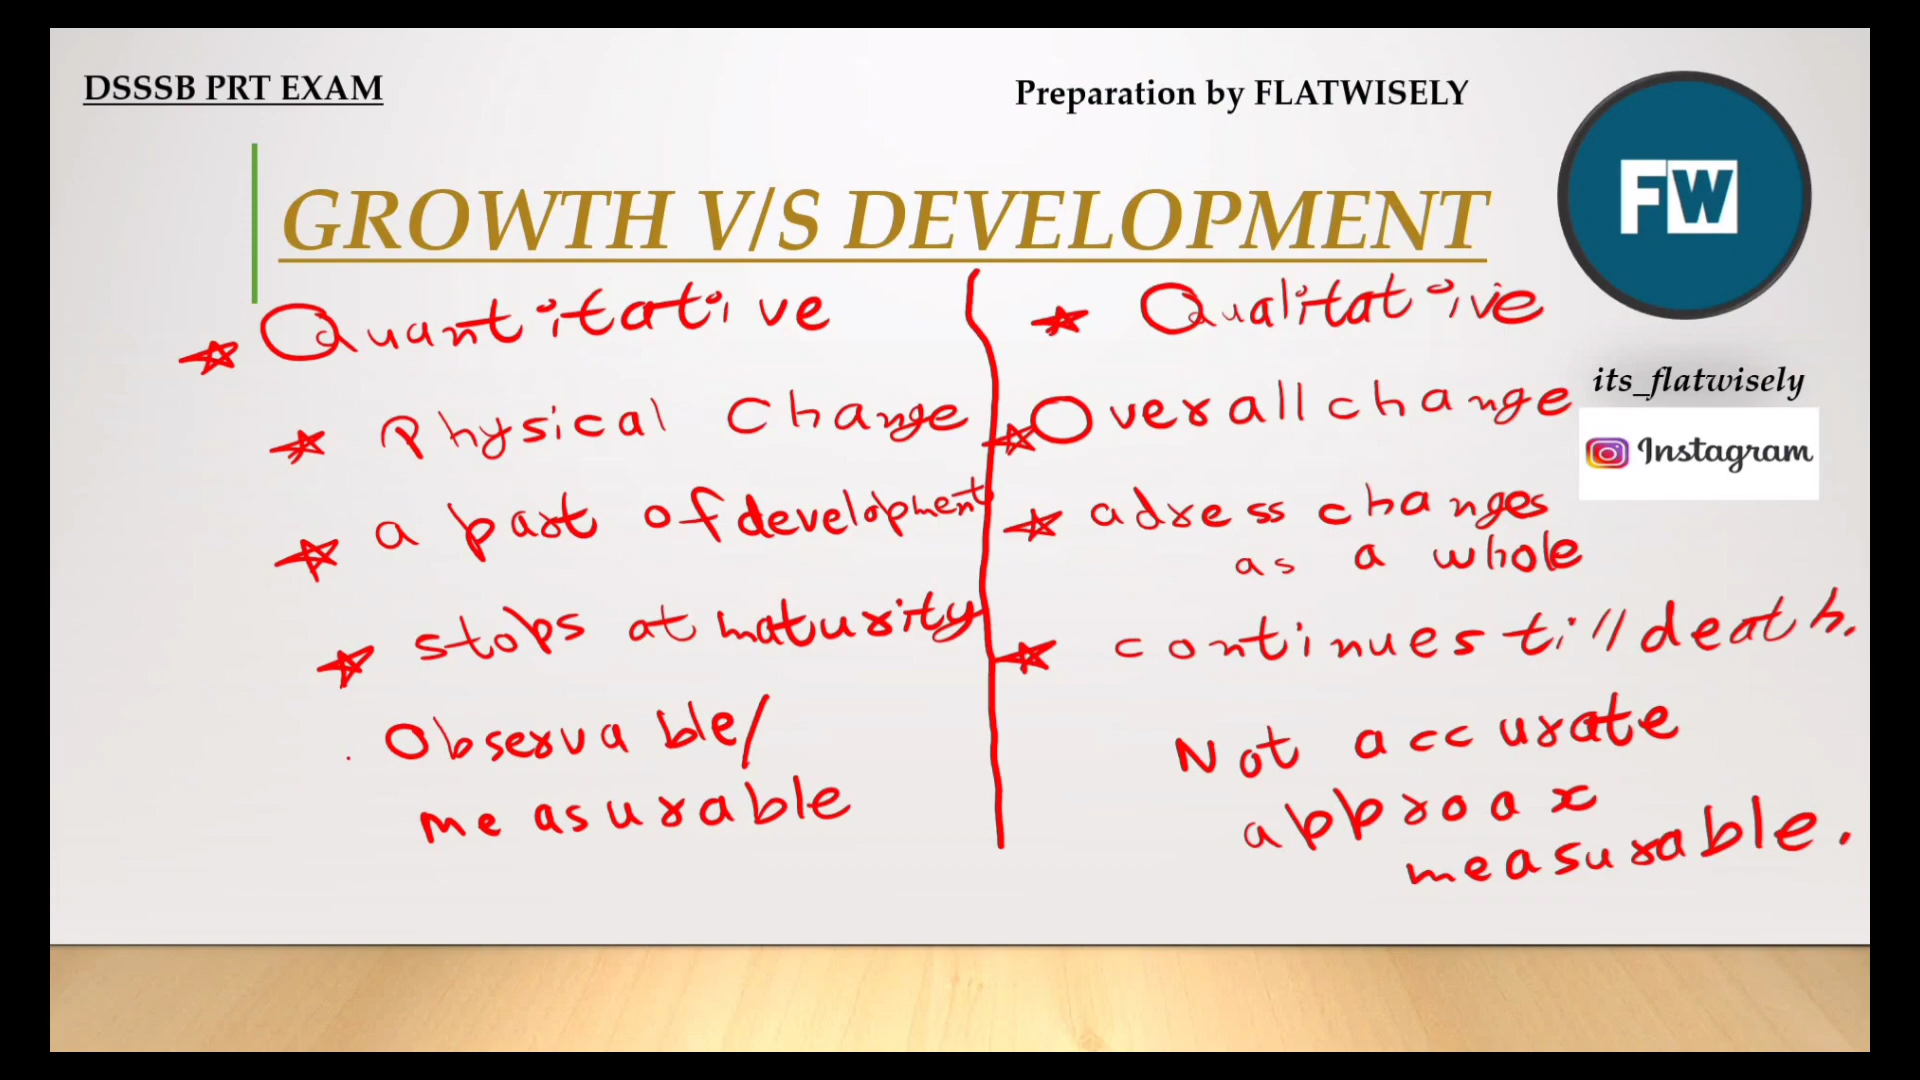 DSSSB PRT EXAM
Preparation by FLATWISELY
FW
GROWTH V/S DEVELOPMENT
its_flatwisely
Instagram
Quantitative
Physical Change
a part of development
stops at maturity
Observable/
measurable
Qualitative
Overall change
adress changes
as a whole
continues till death.
Not accurate
approax
measurable.